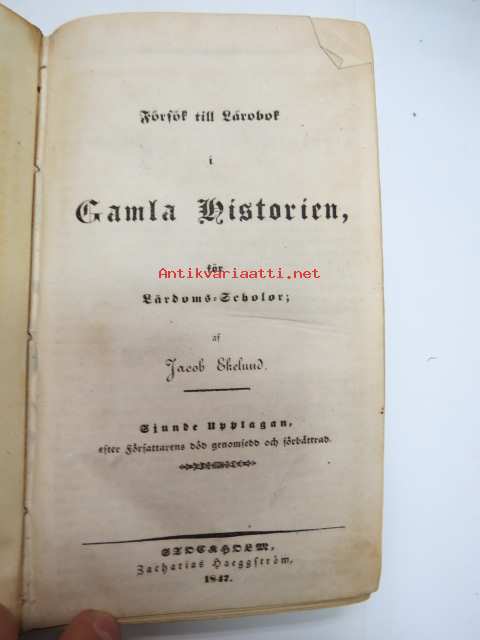 Försök till Lärobok
i
Gamla Historien,
för
Antikvariaatti.net
Lärdoms-Scholor;
af
Jacob Ekelund.
Sjunde Upplagan,
efter Författarens död genomsedd och förbättrad.
STOCKHOLM,
Zacharias Haeggström,
1847.